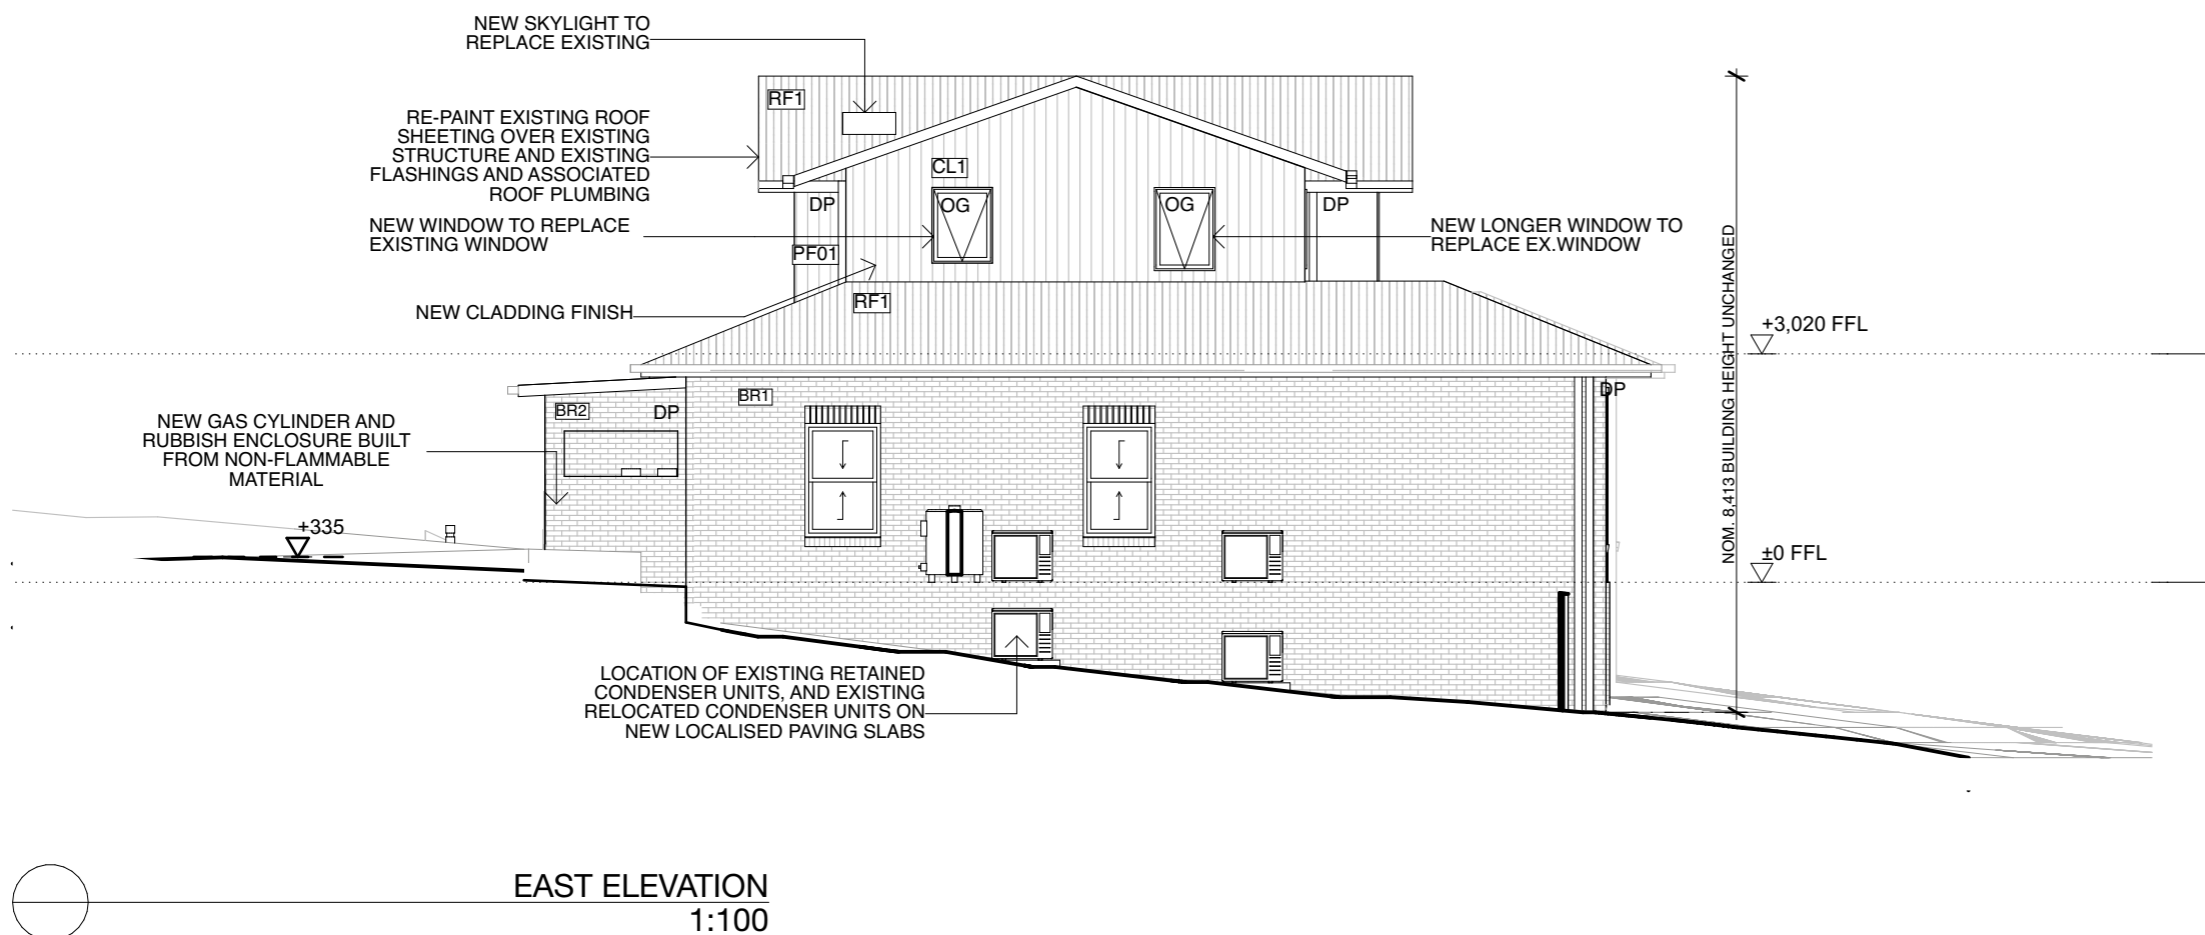 NEW SKYLIGHT TO
REPLACE EXISTING
RF1
RE-PAINT EXISTING ROOF
SHEETING OVER EXISTING
STRUCTURE AND EXISTING
FLASHINGS AND ASSOCIATED
ROOF PLUMBING
CL1
DP
OG
OG
DP
NEW WINDOW TO REPLACE
EXISTING WINDOW
NEW LONGER WINDOW TO
REPLACE EX.WINDOW
PF01
NEW CLADDING FINISH
RF1
NOM. 8,413 BUILDING HEIGHT UNCHANGED
+3,020 FFL
BR2
DP
BR1
DP
NEW GAS CYLINDER AND
RUBBISH ENCLOSURE BUILT
FROM NON-FLAMMABLE
MATERIAL
+335
±0 FFL
LOCATION OF EXISTING RETAINED
CONDENSER UNITS, AND EXISTING
RELOCATED CONDENSER UNITS ON
NEW LOCALISED PAVING SLABS
EAST ELEVATION
1:100